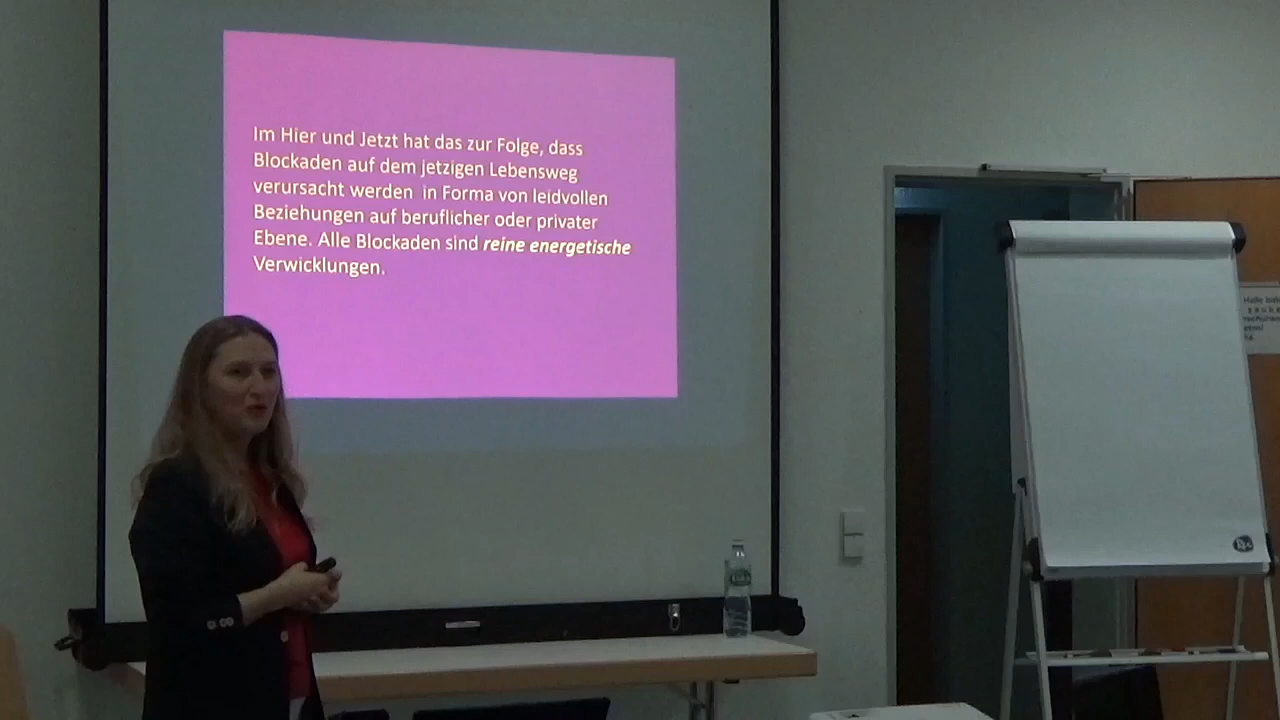 Im Hier und Jetzt hat das zur Folge, dass
Blockaden auf dem jetzigen Lebensweg
verursacht werden in Forma von leidvollen
Beziehungen auf beruflicher oder privater
Ebene. Alle Blockaden sind reine energetische
Verwicklungen.